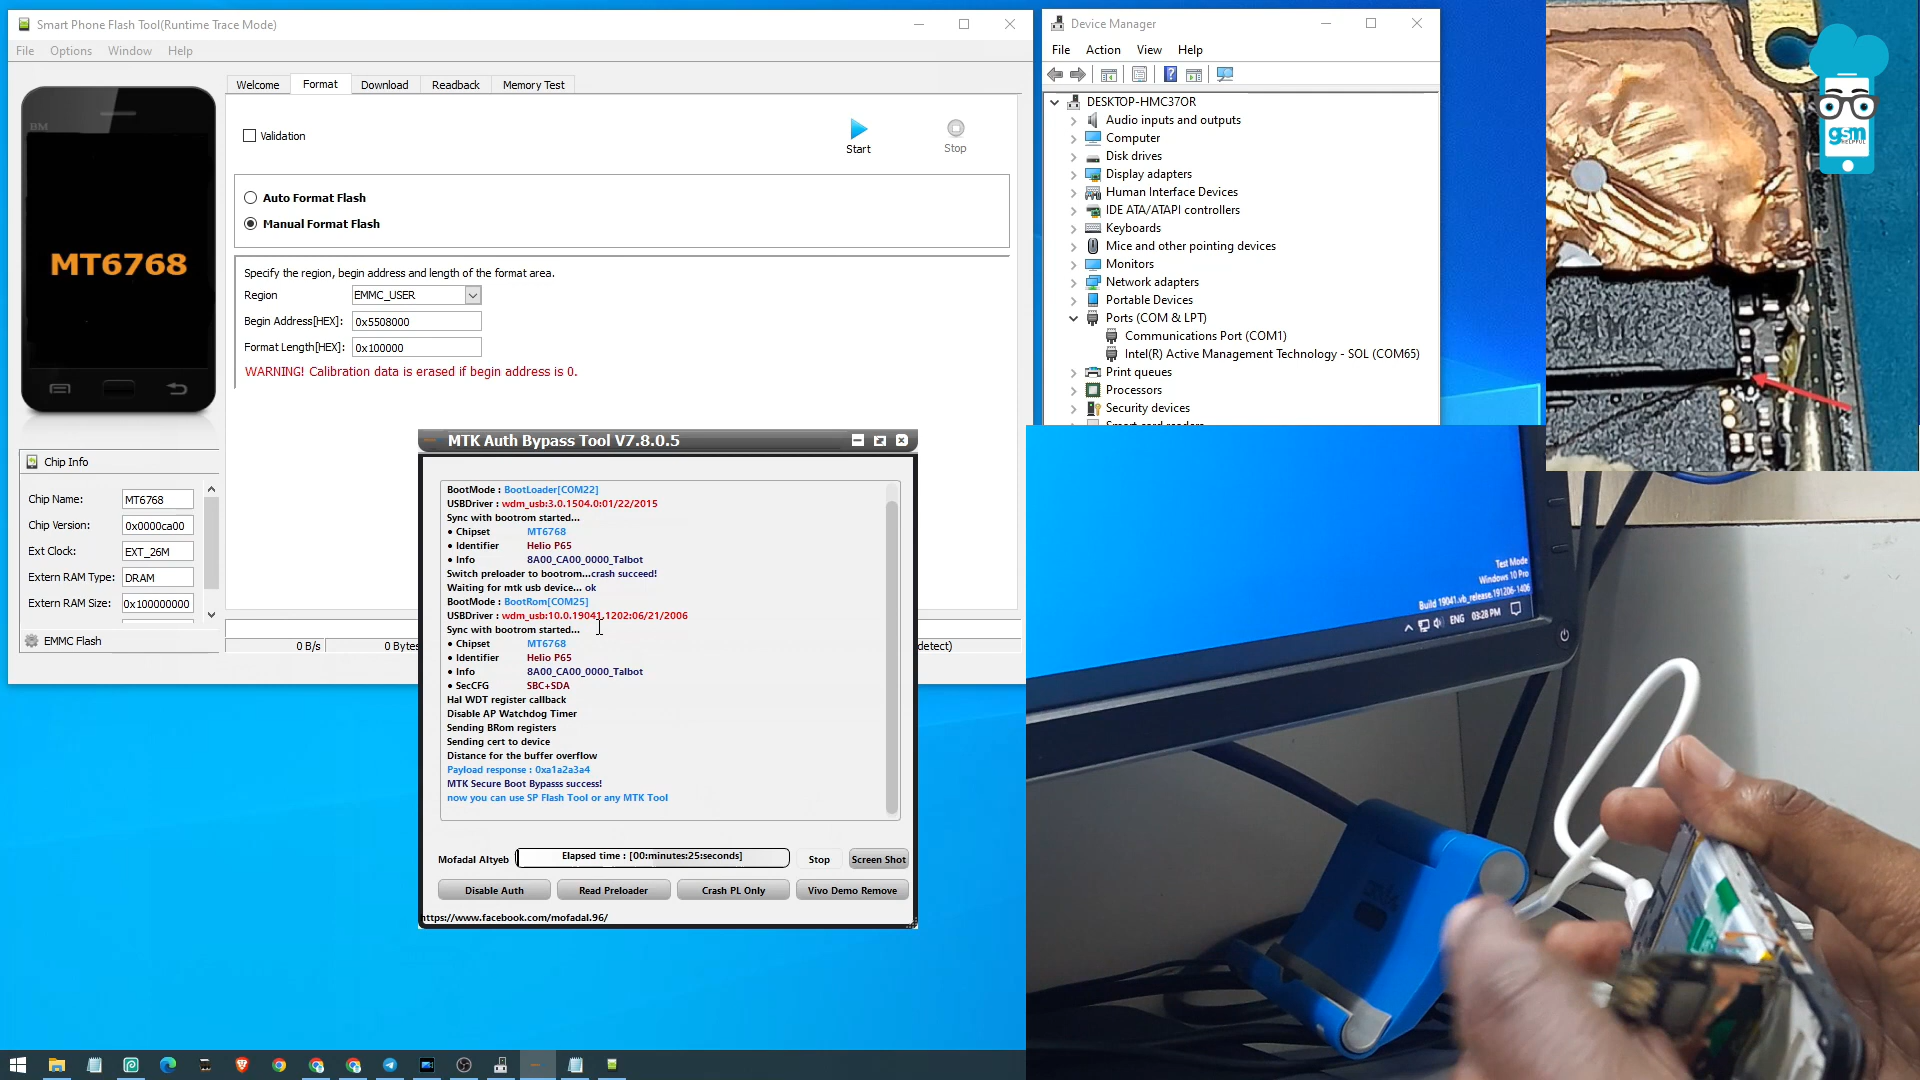 Smart Phone Flash Tool(Runtime Trace Mode)
File Options Window Help
BM
MT6768
Welcome Format Download Readback Memory Test
Validation
Start
Stop
Auto Format Flash
Manual Format Flash
Specify the region, begin address and length of the format area.
Region EMMC_USER
Begin Address[HEX]: 0x5508000
Format Length[HEX]: 0x100000
WARNING! Calibration data is erased if begin address is 0.
Chip Info
Chip Name: MT6768
Chip Version: 0x0000ca00
Ext Clock: EXT_26M
Extern RAM Type: DRAM
Extern RAM Size: 0x100000000
EMMC Flash
0 B/s
0 Bytes
detect)
MTK Auth Bypass Tool V7.8.0.5
BootMode : BootLoader[COM22]
USBDriver : wdm_usb:3.0.1504.0:01/22/2015
Sync with bootrom started...
• Chipset MT6768
• Identifier Helio P65
• Info 8A00_CA00_0000_Talbot
Switch preloader to bootrom...crash succeed!
Waiting for mtk usb device... ok
BootMode : BootRom[COM25]
USBDriver : wdm_usb:10.0.19041.1202:06/21/2006
Sync with bootrom started...
• Chipset MT6768
• Identifier Helio P65
• Info 8A00_CA00_0000_Talbot
• SecCFG SBC+SDA
Hal WDT register callback
Disable AP Watchdog Timer
Sending BRom registers
Sending cert to device
Distance for the buffer overflow
Payload response : 0xa1a2a3a4
MTK Secure Boot Bypasss success!
now you can use SP Flash Tool or any MTK Tool
Mofadal Altyeb
Elapsed time : [00:minutes:25:seconds]
Stop
Screen Shot
Disable Auth
Read Preloader
Crash PL Only
Vivo Demo Remove
https://www.facebook.com/mofadal.96/
Device Manager
File Action View Help
DESKTOP-HMC37OR
Audio inputs and outputs
Computer
Disk drives
Display adapters
Human Interface Devices
IDE ATA/ATAPI controllers
Keyboards
Mice and other pointing devices
Monitors
Network adapters
Portable Devices
Ports (COM & LPT)
Communications Port (COM1)
Intel(R) Active Management Technology - SOL (COM65)
Print queues
Processors
Security devices
Smart card readers
gsm
HELPFUL
Test Mode
Windows 10 Pro
Build 19041.vb_release.191206-1406
ENG 03:28 PM